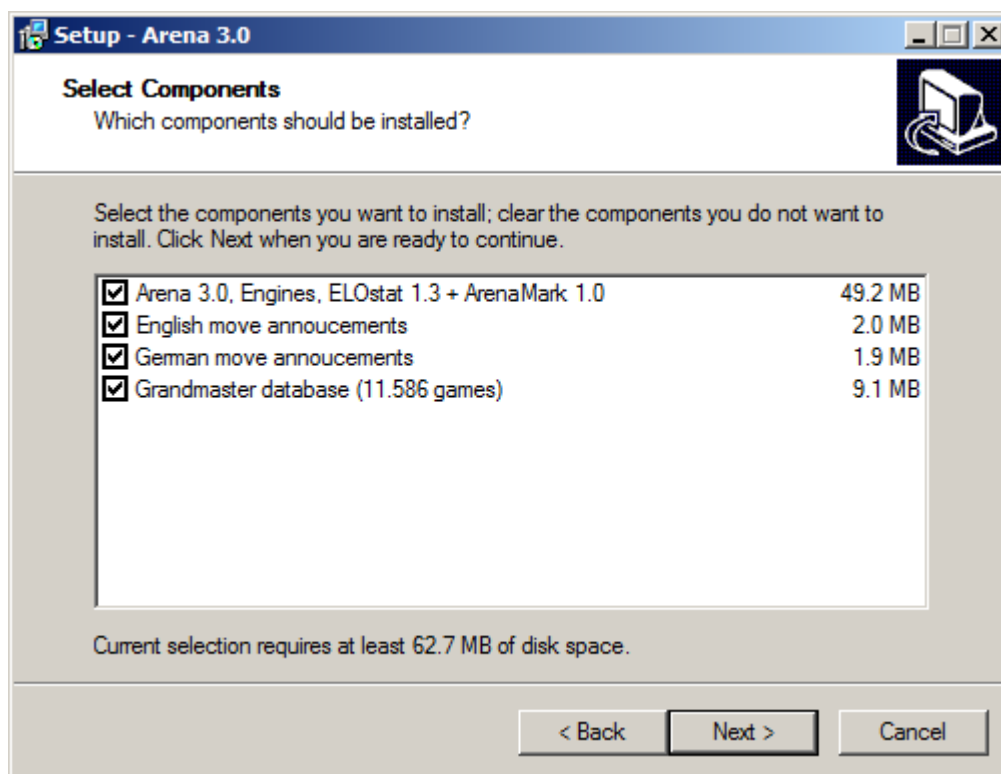 Setup - Arena 3.0
Select Components
Which components should be installed?
Select the components you want to install; clear the components you do not want to
install. Click Next when you are ready to continue.
Arena 3.0, Engines, ELOstat 1.3 + ArenaMark 1.0 49.2 MB
English move annoucements 2.0 MB
German move annoucements 1.9 MB
Grandmaster database (11.586 games) 9.1 MB
Current selection requires at least 62.7 MB of disk space.
< Back Next > Cancel